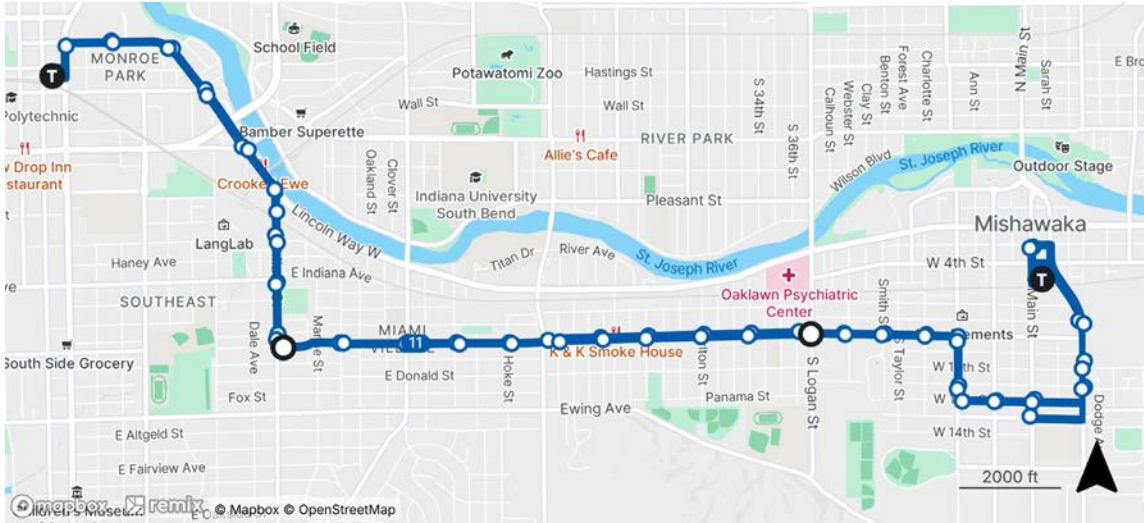 MONROE
PARK
School Field
Potawatomi Zoo
Hastings St
Wall St
Wall St
S 34th St
S 36th St
Calhoun St
Webster St
Clay St
Benton St
Forest Ave
Charlotte St
Ann St
N Main St
Sarah St
E Bro
T
Polytechnic
Bamber Superette
RIVER PARK
Allie's Cafe
w Drop Inn
staurant
Crooked Ewe
Oakland St
Clover St
Indiana University
South Bend
Pleasant St
Wilson Blvd
St. Joseph River
Outdoor Stage
Mishawaka
LangLab
Lincoln Way W
Haney Ave
E Indiana Ave
Titan Dr
River Ave
St. Joseph River
W 4th St
T
SOUTHEAST
Oaklawn Psychiatric
Center
Smith St
Main St
Dale Ave
MIAMI
11
South Side Grocery
K & K Smoke House
E Donald St
Hoke St
S Logan St
S Taylor St
Fox St
Panama St
Ewing Ave
E Altgeld St
W 14th St
Dodge A
E Fairview Ave
2000 ft
mapbox
remix
© Mapbox © OpenStreetMap